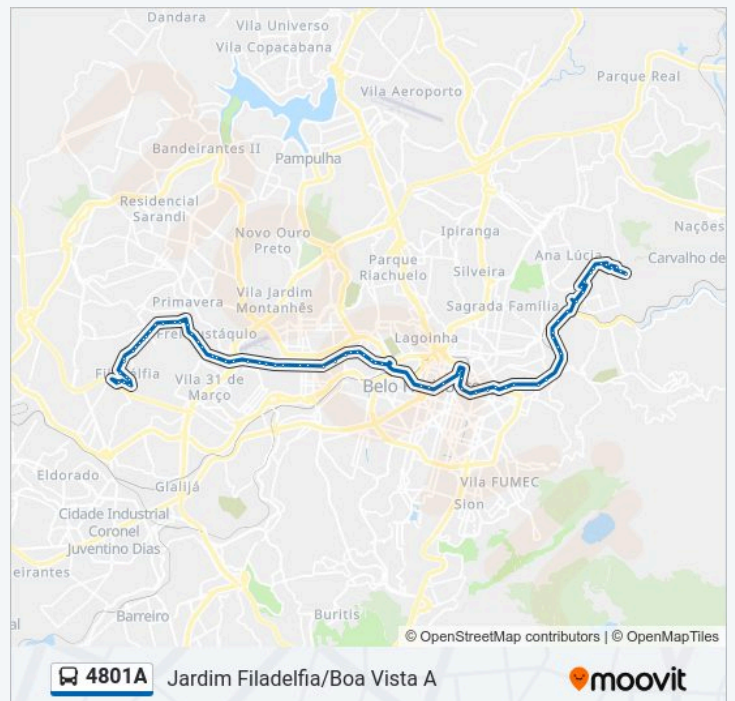 Dandara
Vila Universo
Vila Copacabana
Parque Real
Vila Aeroporto
Bandeirantes II
Pampulha
Residencial
Sarandi
Nações
Novo Ouro
Preto
Ipiranga
Ana Lúcia
Carvalho de
Parque
Riachuelo
Silveira
Vila Jardim
Montanhês
Primavera
Sagrada Família
Lagoinha
Vila 31 de
Março
Eldorado
Glalijá
Vila FUMEC
Sion
Cidade Industrial
Coronel
Juventino Dias
eirantes
Barreiro
Buritis
al
© OpenStreetMap contributors | © OpenMapTiles
4801A Jardim Filadelfia/Boa Vista A
moovit